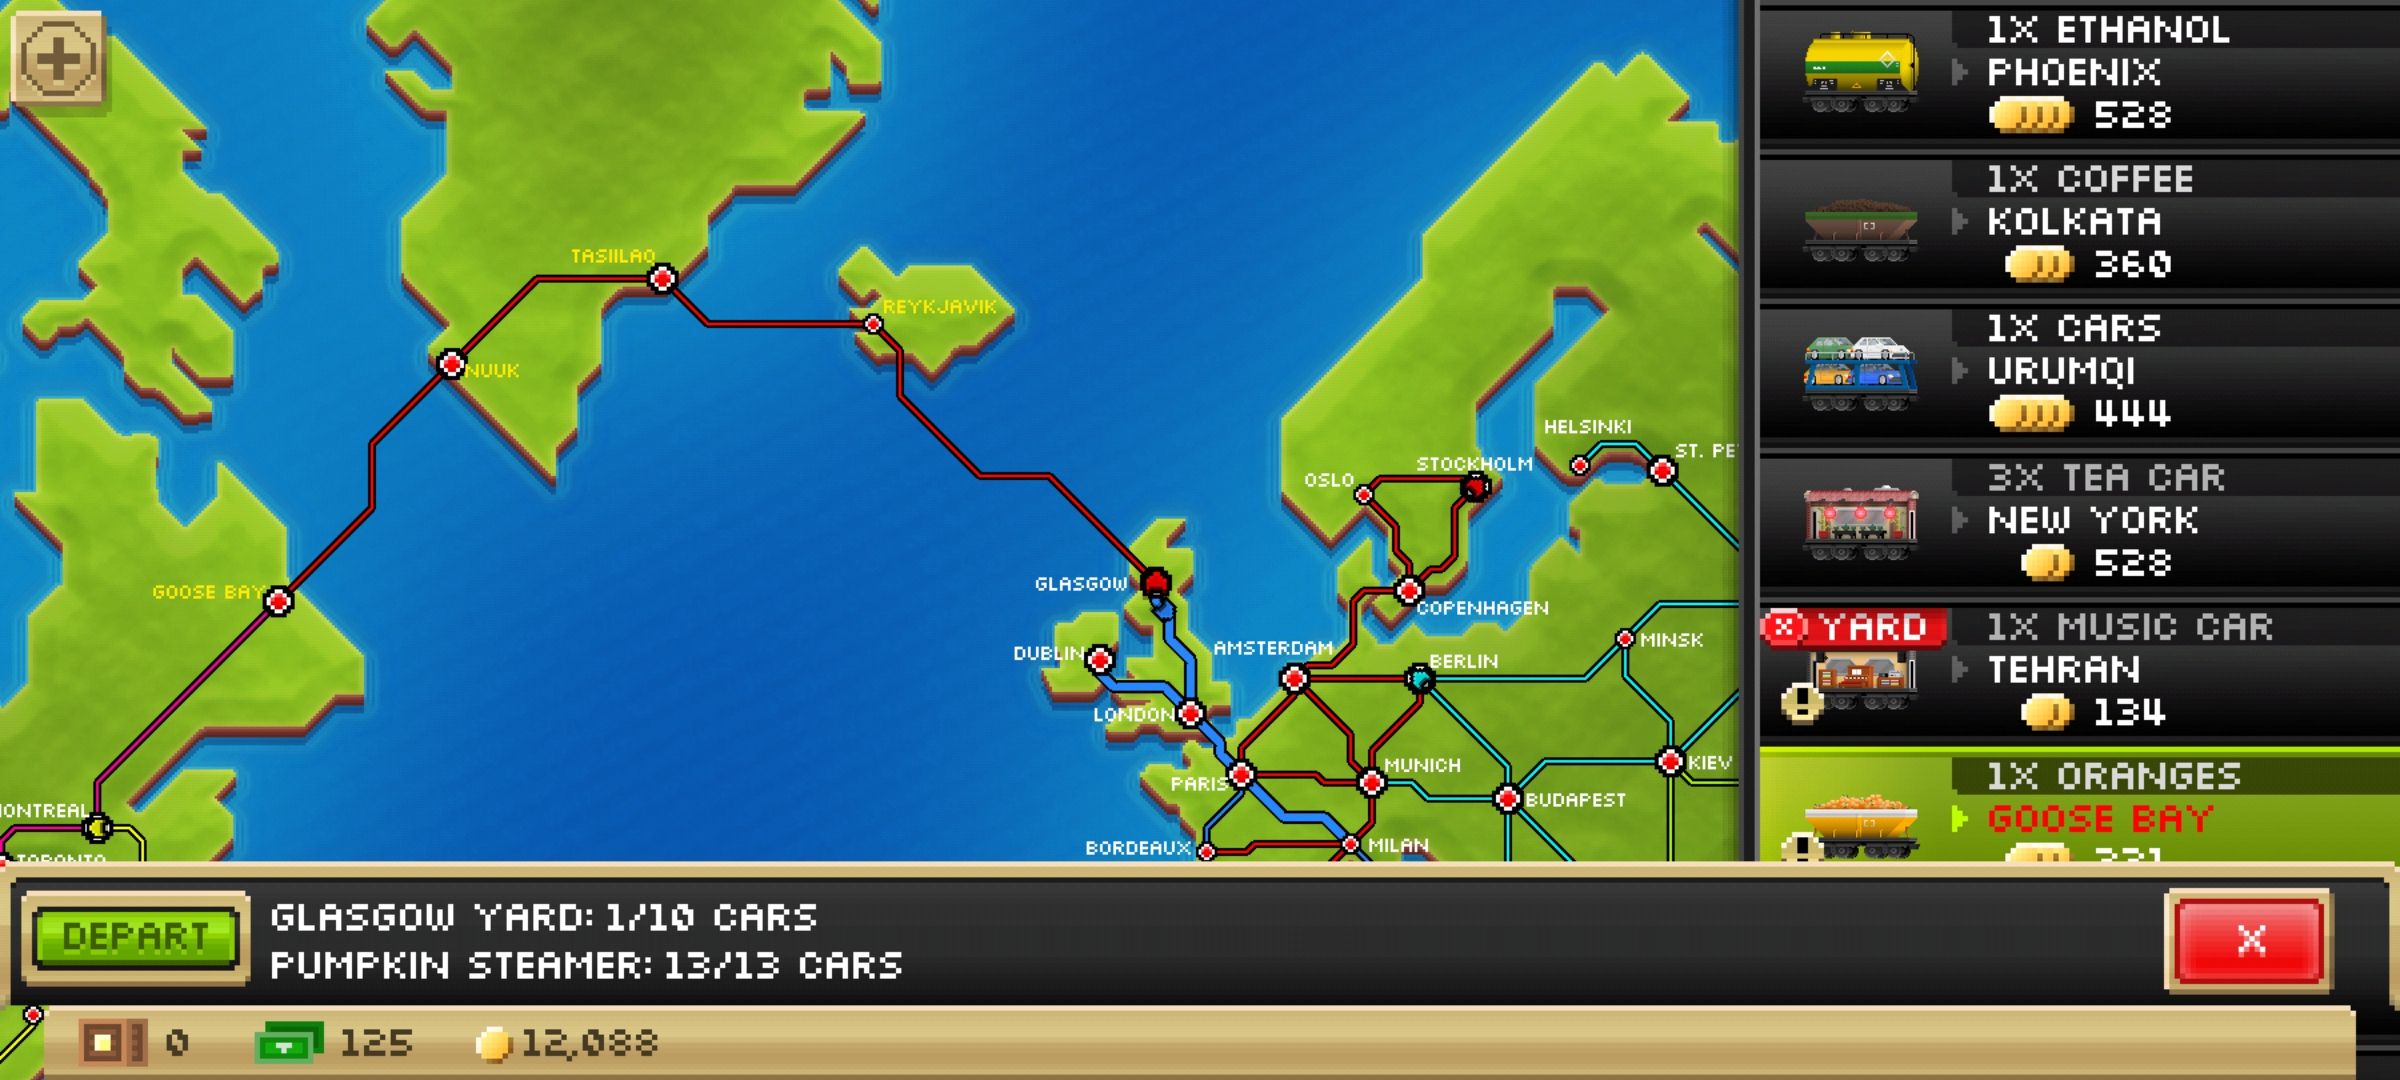 TASIILAQ
REYKJAVIK
NUUK
GOOSE BAY
HELSINKI
STOCKHOLM
ST. PE
OSLO
GLASGOW
COPENHAGEN
DUBLIN
AMSTERDAM
MINSK
BERLIN
LONDON
PARIS
MUNICH
KIEV
BUDAPEST
MONTREAL
BORDEAUX
MILAN
TORONTO
1X ETHANOL
PHOENIX
528
1X COFFEE
KOLKATA
360
1X CARS
URUMQI
444
3X TEA CAR
NEW YORK
528
X YARD
1X MUSIC CAR
TEHRAN
134
1X ORANGES
GOOSE BAY
DEPART
GLASGOW YARD: 1/10 CARS
PUMPKIN STEAMER: 13/13 CARS
X
0
125
12,088